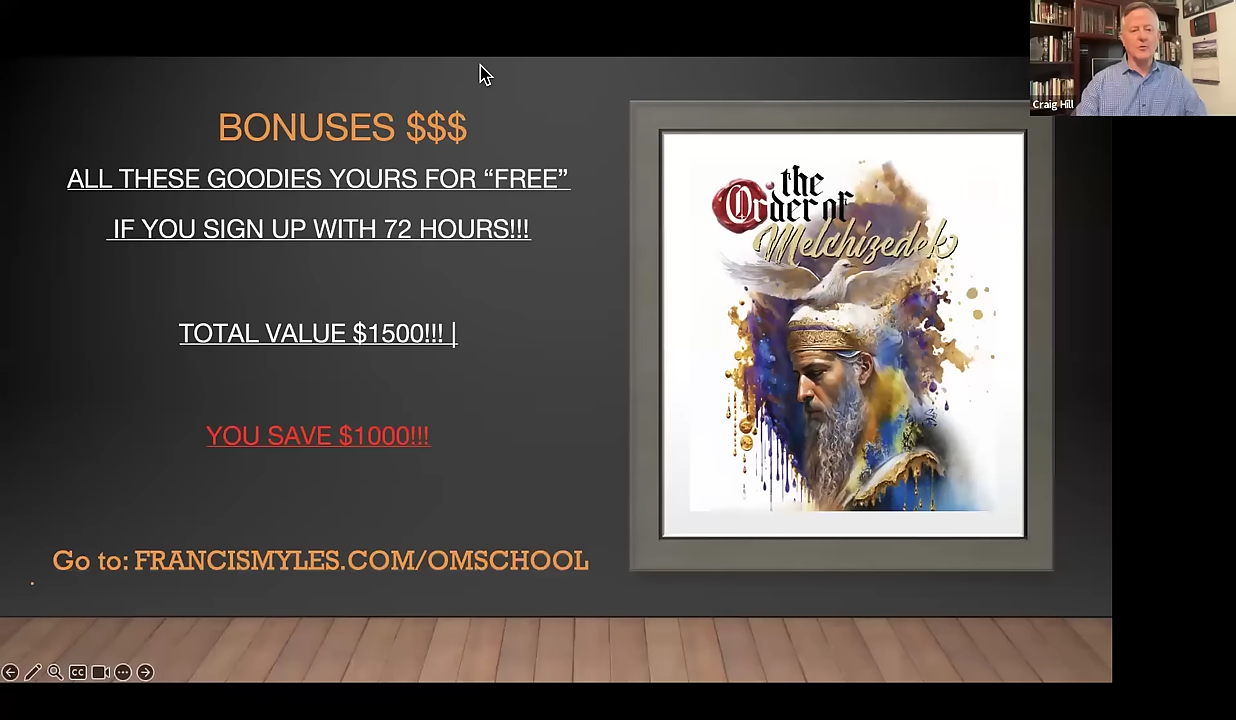 Craig Hill
BONUSES $$$
ALL THESE GOODIES YOURS FOR “FREE”
IF YOU SIGN UP WITH 72 HOURS!!!
TOTAL VALUE $1500!!! |
YOU SAVE $1000!!!
Go to: FRANCISMYLES.COM/OMSCHOOL
.
the
Order of
Melchizedek
CC